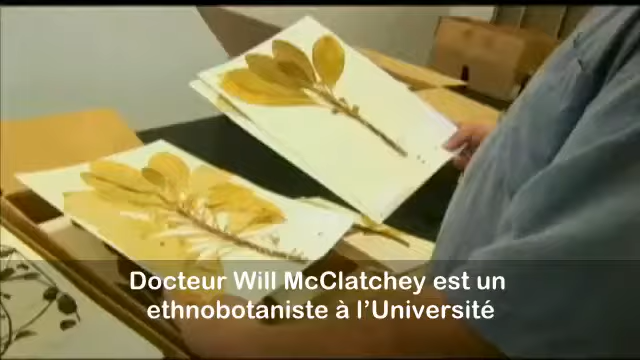 Docteur Will McClatchey est un
ethnobotaniste à l’Université